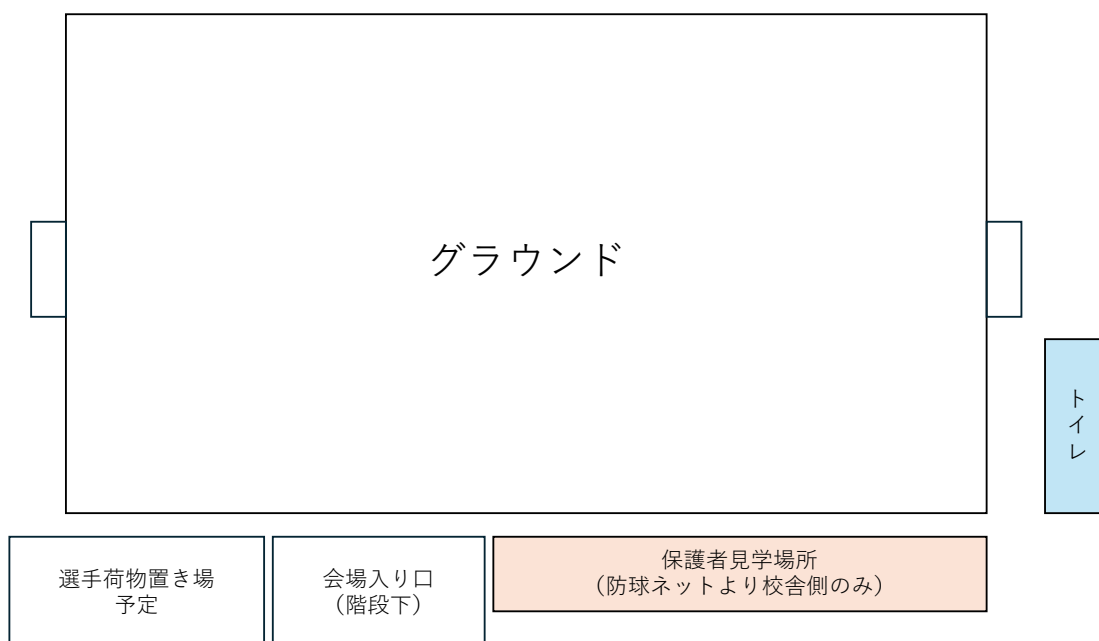 グラウンド
トイレ
選手荷物置き場
予定
会場入り口
（階段下）
保護者見学場所
（防球ネットより校舎側のみ）